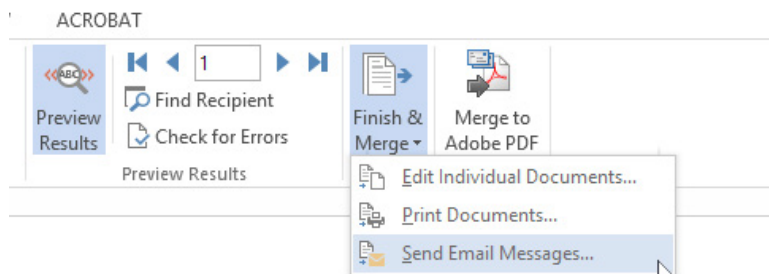 ACROBAT
«ABC»
1
Preview
Results
Find Recipient
Check for Errors
Preview Results
Finish &
Merge
Merge to
Adobe PDF
Edit Individual Documents...
Print Documents...
Send Email Messages...